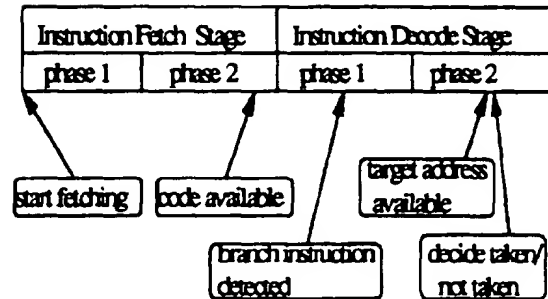 Instruction Fetch Stage
Instruction Decode Stage
phase 1
phase 2
phase 1
phase 2
start fetching
code available
target address
available
branch instruction
detected
decide taken/
not taken